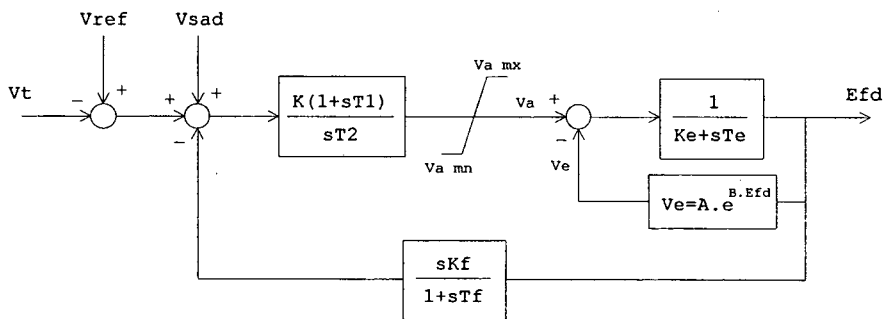 Vref
Vsad
Vt
-
+
+
+
-
K(1+sT1)
sT2
Va mx
Va mn
Va
+
-
1
Ke+sTe
Efd
Ve
Ve=A.e^B.Efd
sKf
1+sTf